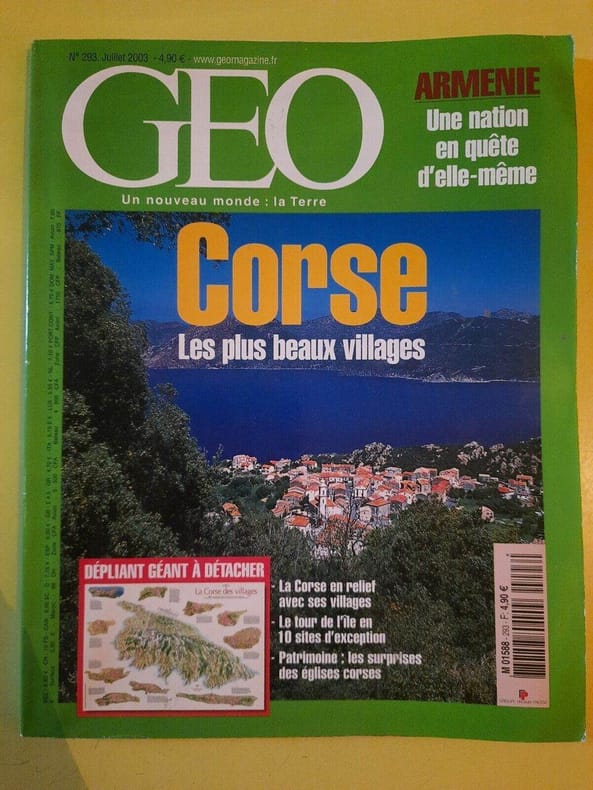 N° 293. Juillet 2003 - 4,90 € - www.geomagazine.fr
GEO
Un nouveau monde : la Terre
ARMENIE
Une nation
en quête
d'elle-même
Corse
Les plus beaux villages
DÉPLIANT GÉANT À DÉTACHER
La Corse des villages
- La Corse en relief
avec ses villages
- Le tour de l'île en
10 sites d'exception
- Patrimoine : les surprises
des églises corses
M 01588 - 293 - F: 4,90 €